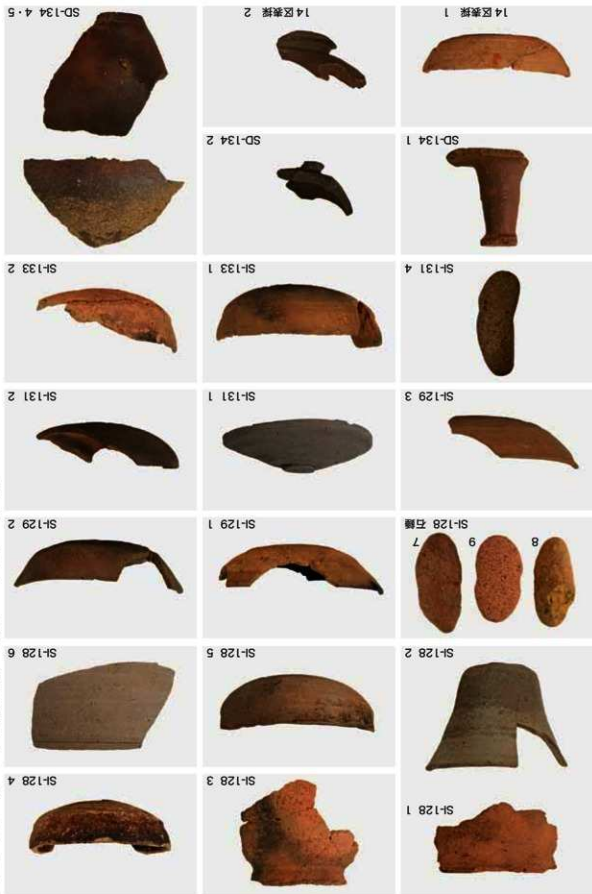 SI-128 1
SI-128 3
SI-128 4
SI-128 2
SI-128 5
SI-128 6
8
9
7
SI-128 石錘
SI-129 1
SI-129 2
SI-129 3
SI-131 1
SI-131 2
SI-131 4
SI-133 1
SI-133 2
SD-134 1
SD-134 2
14区表採 1
14区表採 2
SD-134 4・5